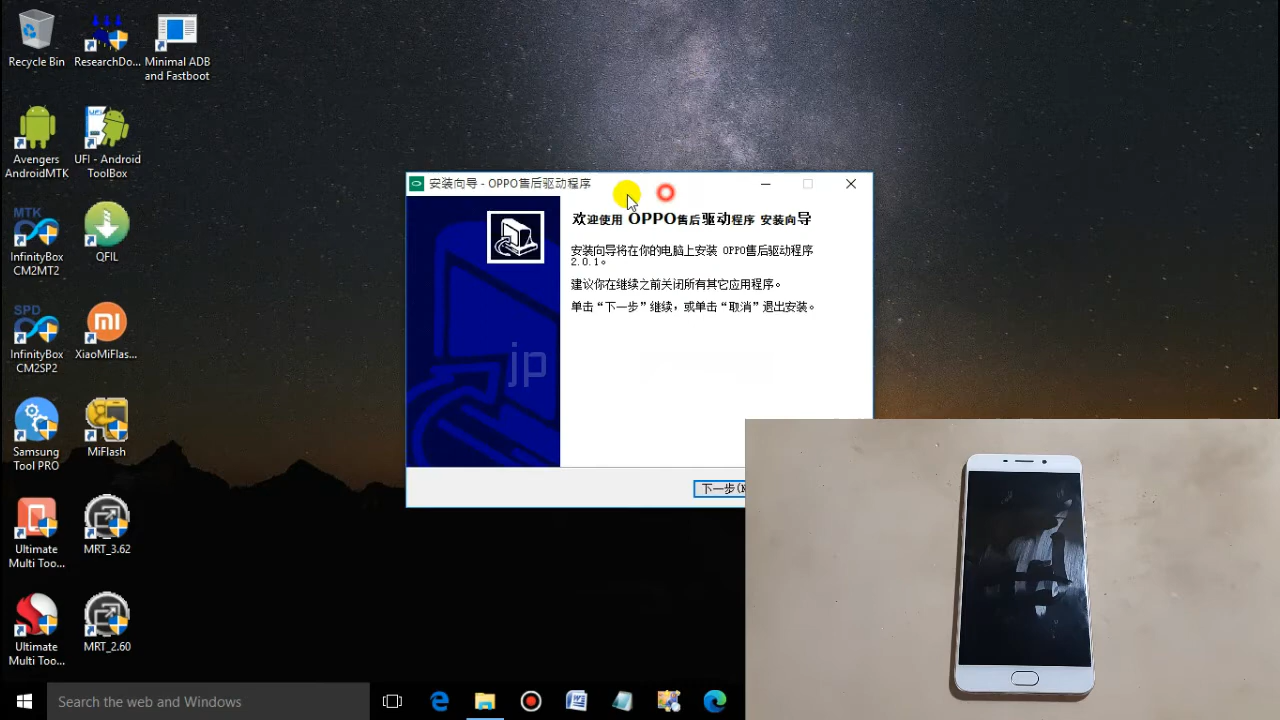 Recycle Bin
ResearchDo...
Minimal ADB
and Fastboot
Avengers
AndroidMTK
UFI
UFI - Android
ToolBox
MTK
InfinityBox
CM2MT2
QFIL
SPD
InfinityBox
CM2SP2
XiaoMiFlas...
Samsung
Tool PRO
MiFlash
Ultimate
Multi Too...
MRT_3.62
Ultimate
Multi Too...
MRT_2.60
安装向导 - OPPO售后驱动程序
欢迎使用 OPPO售后驱动程序 安装向导
安装向导将在你的电脑上安装 OPPO售后驱动程序
2.0.1。
建议你在继续之前关闭所有其它应用程序。
单击“下一步”继续，或单击“取消”退出安装。
jp
下一步(N
Search the web and Windows